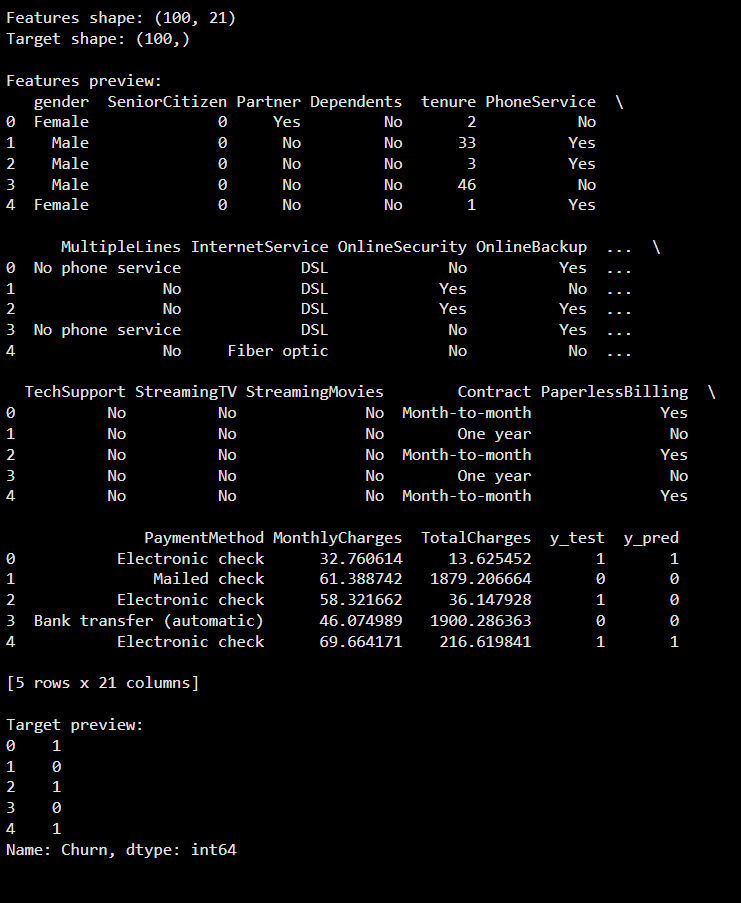 Features shape: (100, 21)
Target shape: (100,)
Features preview:
   gender  SeniorCitizen Partner Dependents  tenure PhoneService  \
0  Female              0     Yes         No       2           No
1    Male              0      No         No      33          Yes
2    Male              0      No         No       3          Yes
3    Male              0      No         No      46           No
4  Female              0      No         No       1          Yes
      MultipleLines InternetService OnlineSecurity OnlineBackup  ...  \
0  No phone service             DSL             No          Yes  ...
1                No             DSL            Yes           No  ...
2                No             DSL            Yes          Yes  ...
3  No phone service             DSL             No          Yes  ...
4                No     Fiber optic             No           No  ...
  TechSupport StreamingTV StreamingMovies        Contract PaperlessBilling  \
0          No          No              No  Month-to-month              Yes
1          No          No              No        One year               No
2          No          No              No  Month-to-month              Yes
3          No          No              No        One year               No
4          No          No              No  Month-to-month              Yes
               PaymentMethod MonthlyCharges  TotalCharges  y_test  y_pred
0           Electronic check      32.760614     13.625452       1       1
1               Mailed check      61.388742   1879.206664       0       0
2           Electronic check      58.321662     36.147928       1       0
3  Bank transfer (automatic)      46.074989   1900.286363       0       0
4           Electronic check      69.664171    216.619841       1       1
[5 rows x 21 columns]
Target preview:
0    1
1    0
2    1
3    0
4    1
Name: Churn, dtype: int64